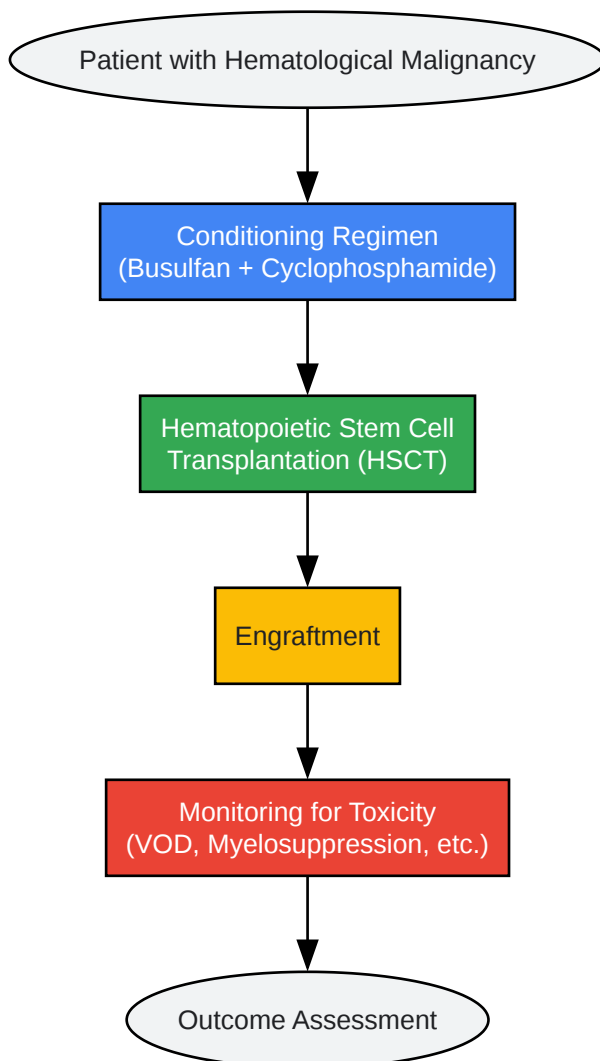 Patient with Hematological Malignancy
Conditioning Regimen
(Busulfan + Cyclophosphamide)
Hematopoietic Stem Cell
Transplantation (HSCT)
Engraftment
Monitoring for Toxicity
(VOD, Myelosuppression, etc.)
Outcome Assessment